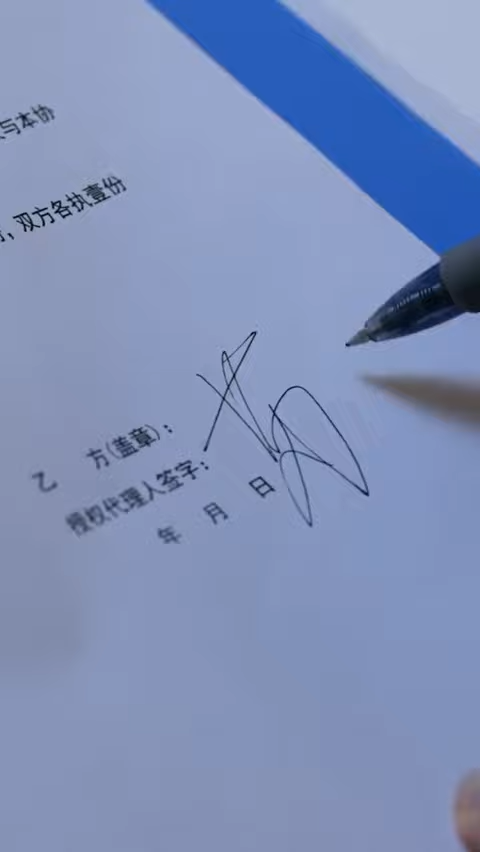 与本协
，双方各执壹份
乙 方(盖章)：
授权代理人签字：
年 月 日